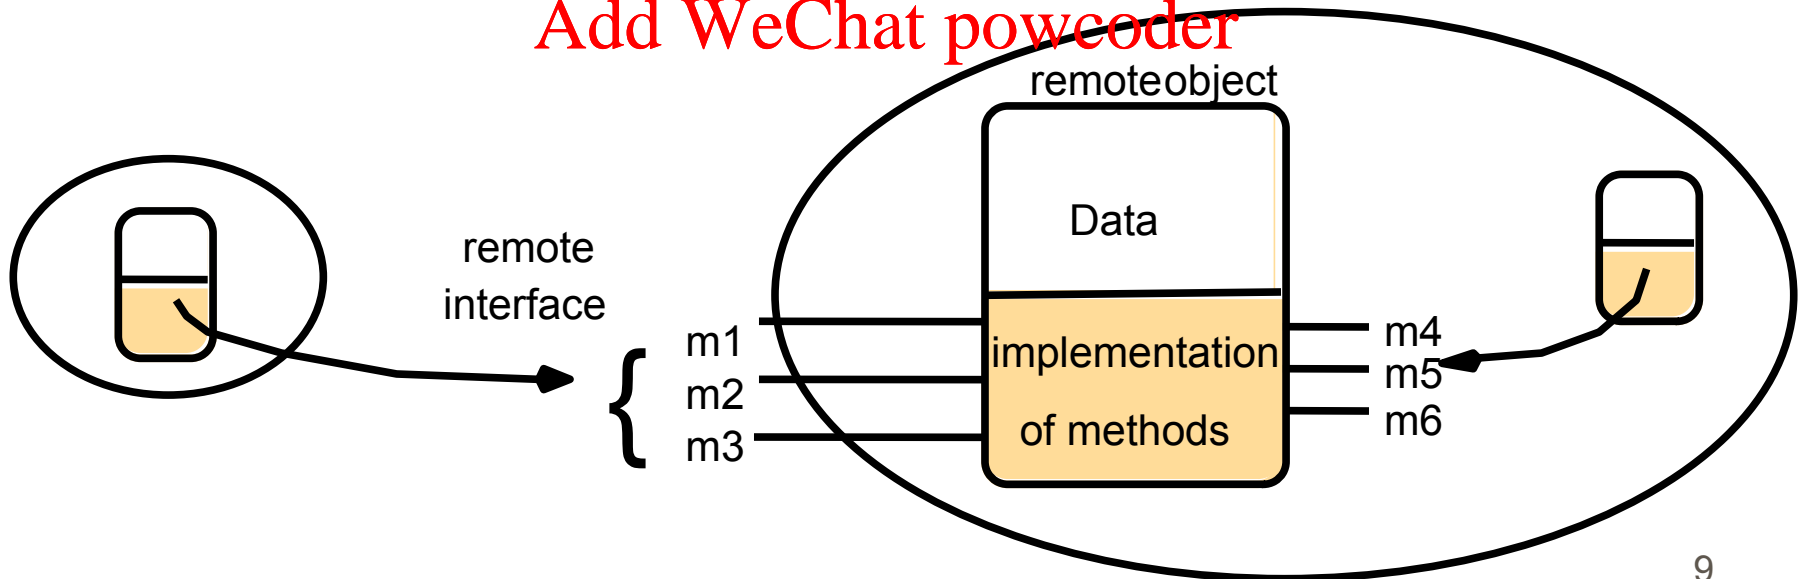 Add WeChat powcoder
remoteobject
Data
remote
interface
{
m1
m2
m3
implementation
of methods
m4
m5
m6
9